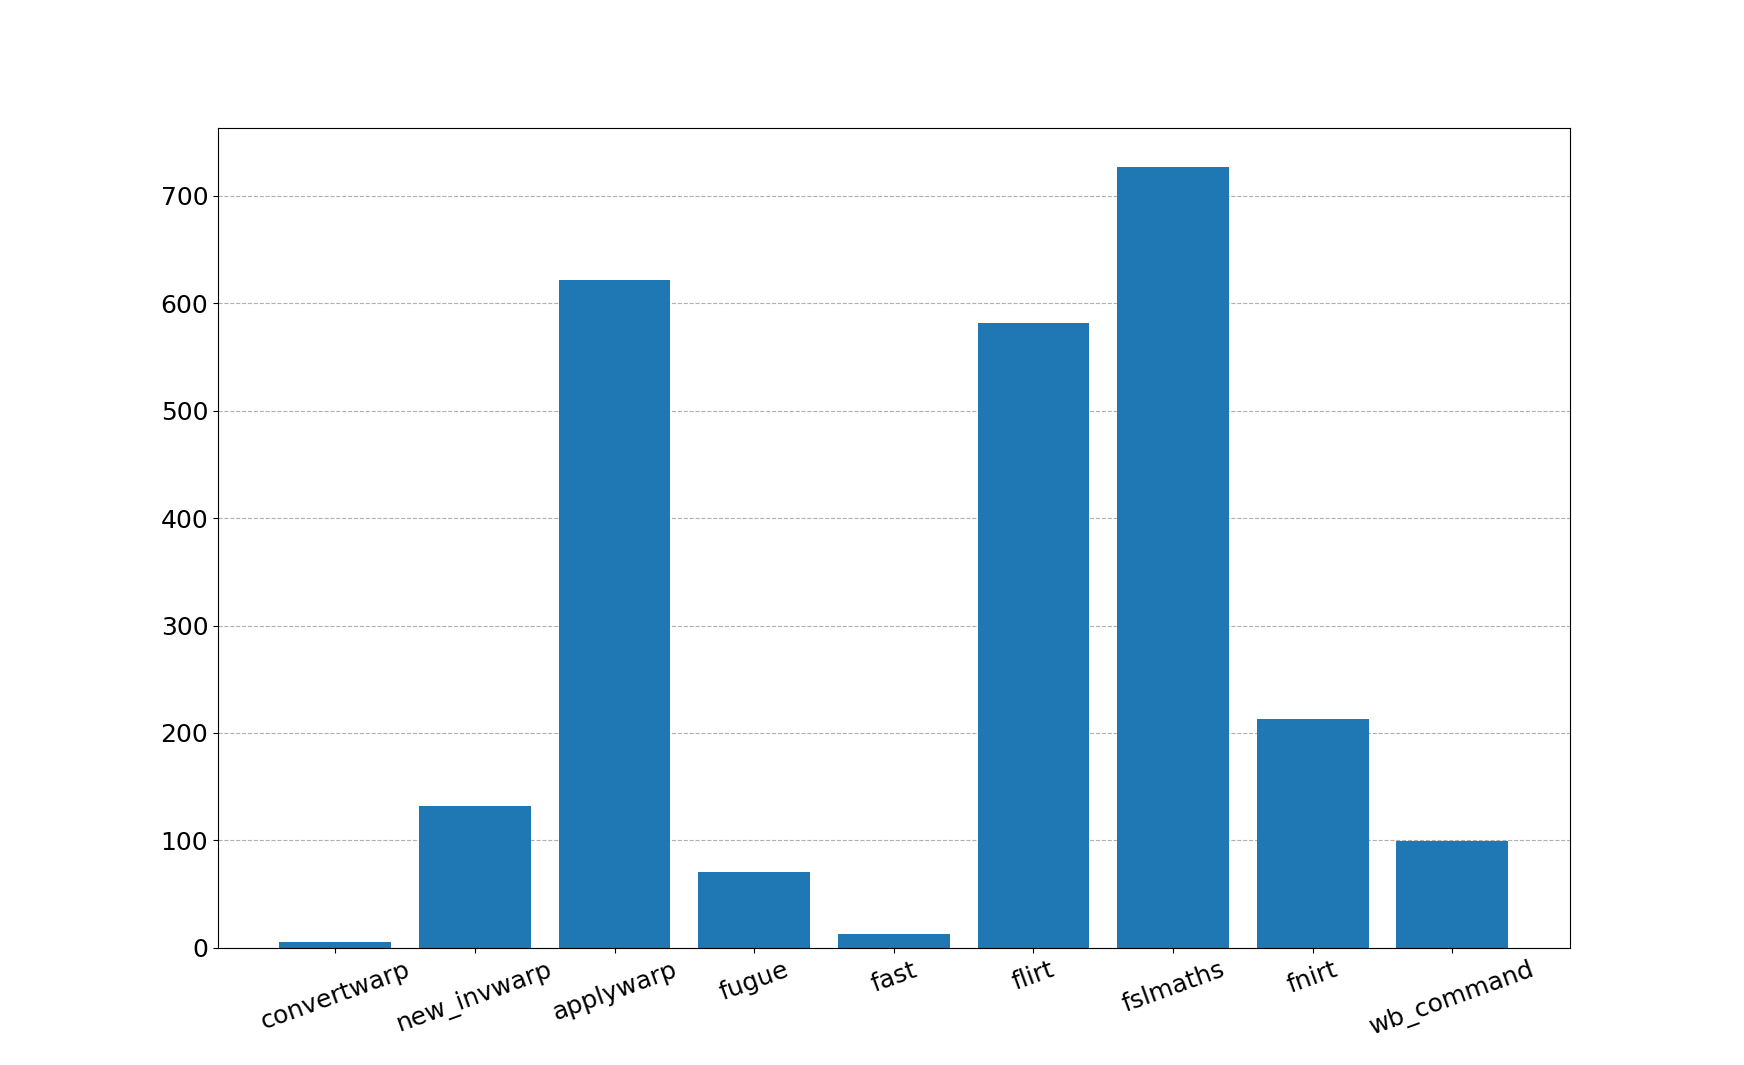 700
600
500
400
300
200
100
0
convertwarp
new_invwarp
applywarp
fugue
fast
flirt
fslmaths
fnirt
wb_command